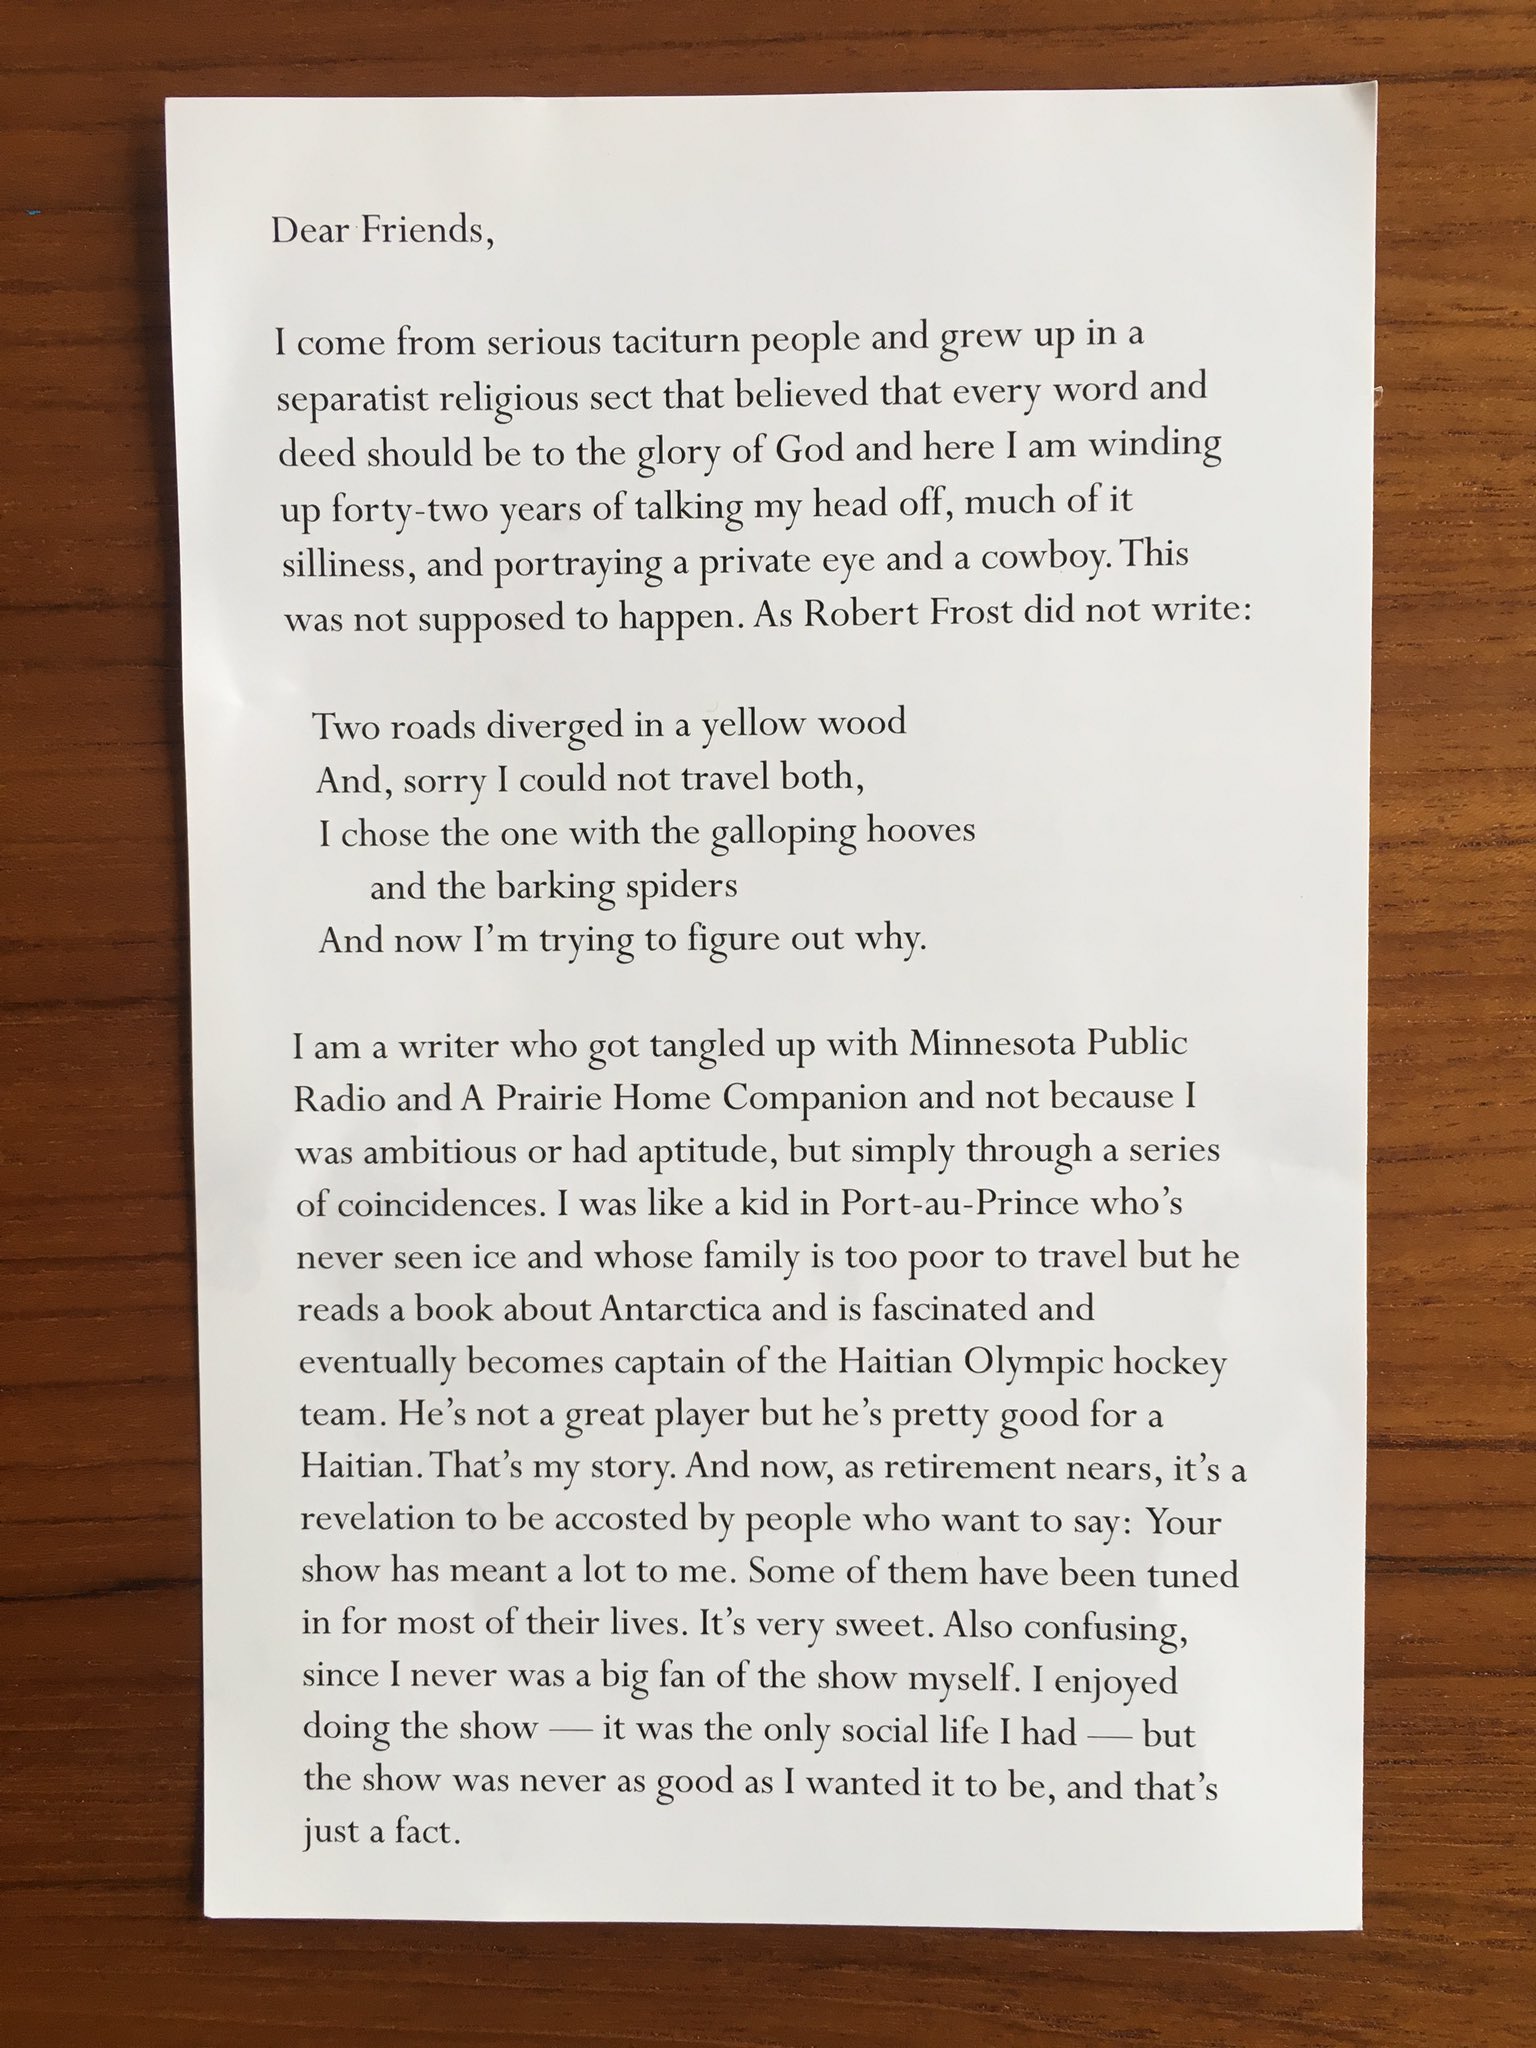 Dear Friends,
I come from serious taciturn people and grew up in a
separatist religious sect that believed that every word and
deed should be to the glory of God and here I am winding
up forty-two years of talking my head off, much of it
silliness, and portraying a private eye and a cowboy. This
was not supposed to happen. As Robert Frost did not write:
Two roads diverged in a yellow wood
And, sorry I could not travel both,
I chose the one with the galloping hooves
and the barking spiders
And now I’m trying to figure out why.
I am a writer who got tangled up with Minnesota Public
Radio and A Prairie Home Companion and not because I
was ambitious or had aptitude, but simply through a series
of coincidences. I was like a kid in Port-au-Prince who’s
never seen ice and whose family is too poor to travel but he
reads a book about Antarctica and is fascinated and
eventually becomes captain of the Haitian Olympic hockey
team. He’s not a great player but he’s pretty good for a
Haitian. That’s my story. And now, as retirement nears, it’s a
revelation to be accosted by people who want to say: Your
show has meant a lot to me. Some of them have been tuned
in for most of their lives. It’s very sweet. Also confusing,
since I never was a big fan of the show myself. I enjoyed
doing the show — it was the only social life I had — but
the show was never as good as I wanted it to be, and that’s
just a fact.